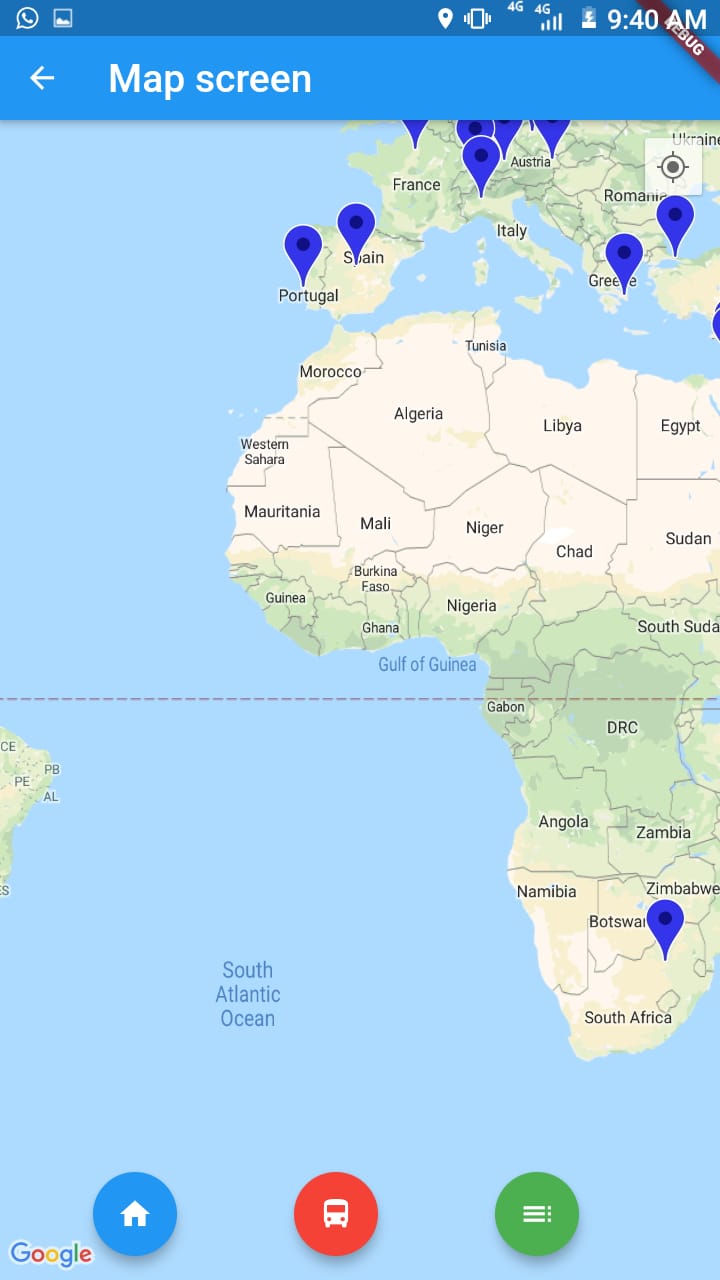 4G 4G 9:40 AM
DEBUG
Map screen
Ukraine
Austria
France
Romania
Italy
Spain
Greece
Portugal
Tunisia
Morocco
Algeria
Libya
Egypt
Western
Sahara
Mauritania
Mali
Niger
Sudan
Chad
Burkina
Faso
Guinea
Nigeria
Ghana
South Suda
Gulf of Guinea
Gabon
DRC
CE
PB
PE
AL
Angola
Zambia
ES
Namibia
Zimbabwe
Botswa
South
Atlantic
Ocean
South Africa
Google